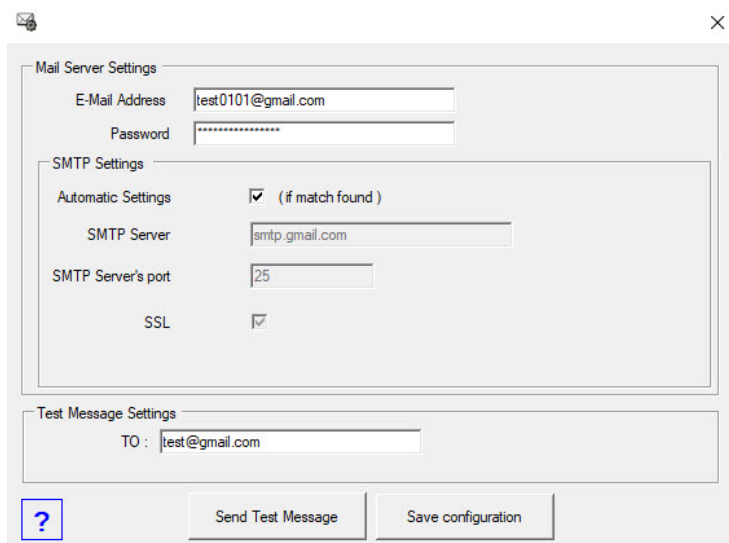 Mail Server Settings
E-Mail Address test0101@gmail.com
Password ****************
SMTP Settings
Automatic Settings ( if match found )
SMTP Server smtp.gmail.com
SMTP Server's port 25
SSL
Test Message Settings
TO : test@gmail.com
? Send Test Message Save configuration